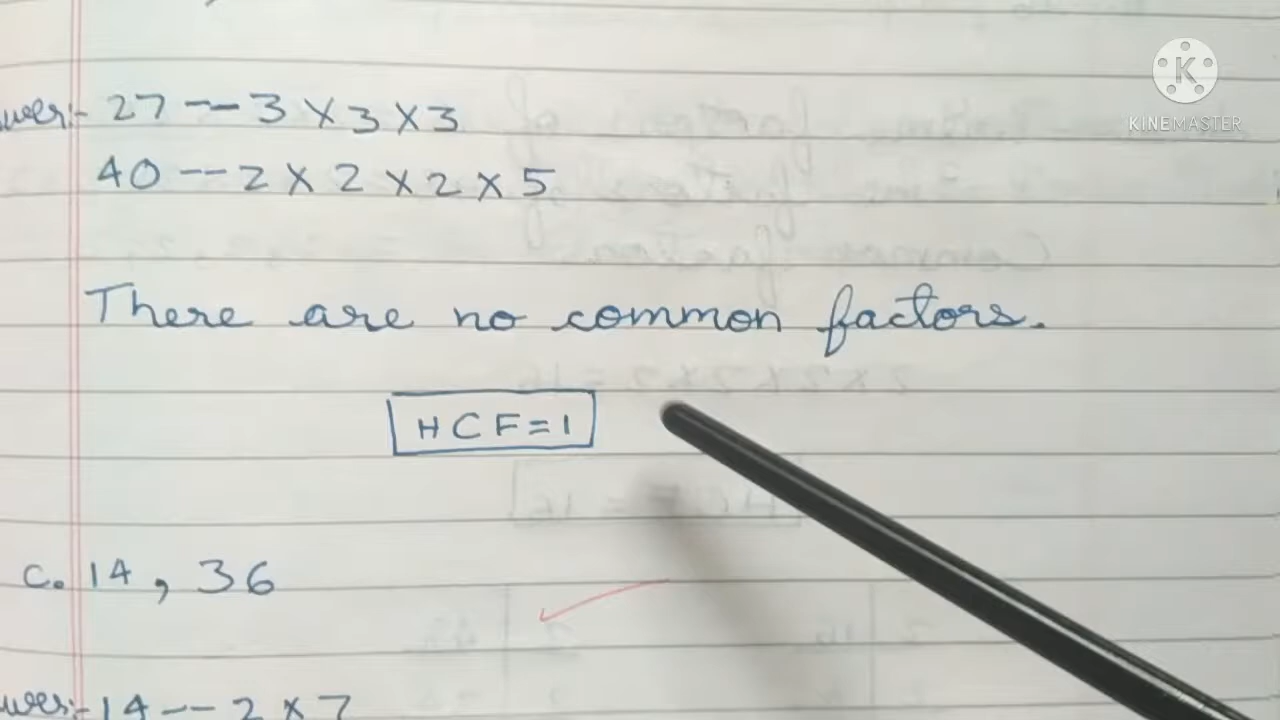 27 -- 3 X 3 X 3
40 -- 2 X 2 X 2 X 5
There are no common factors.
HCF = 1
c. 14, 36
14 -- 2 X 7
K
KINEMASTER